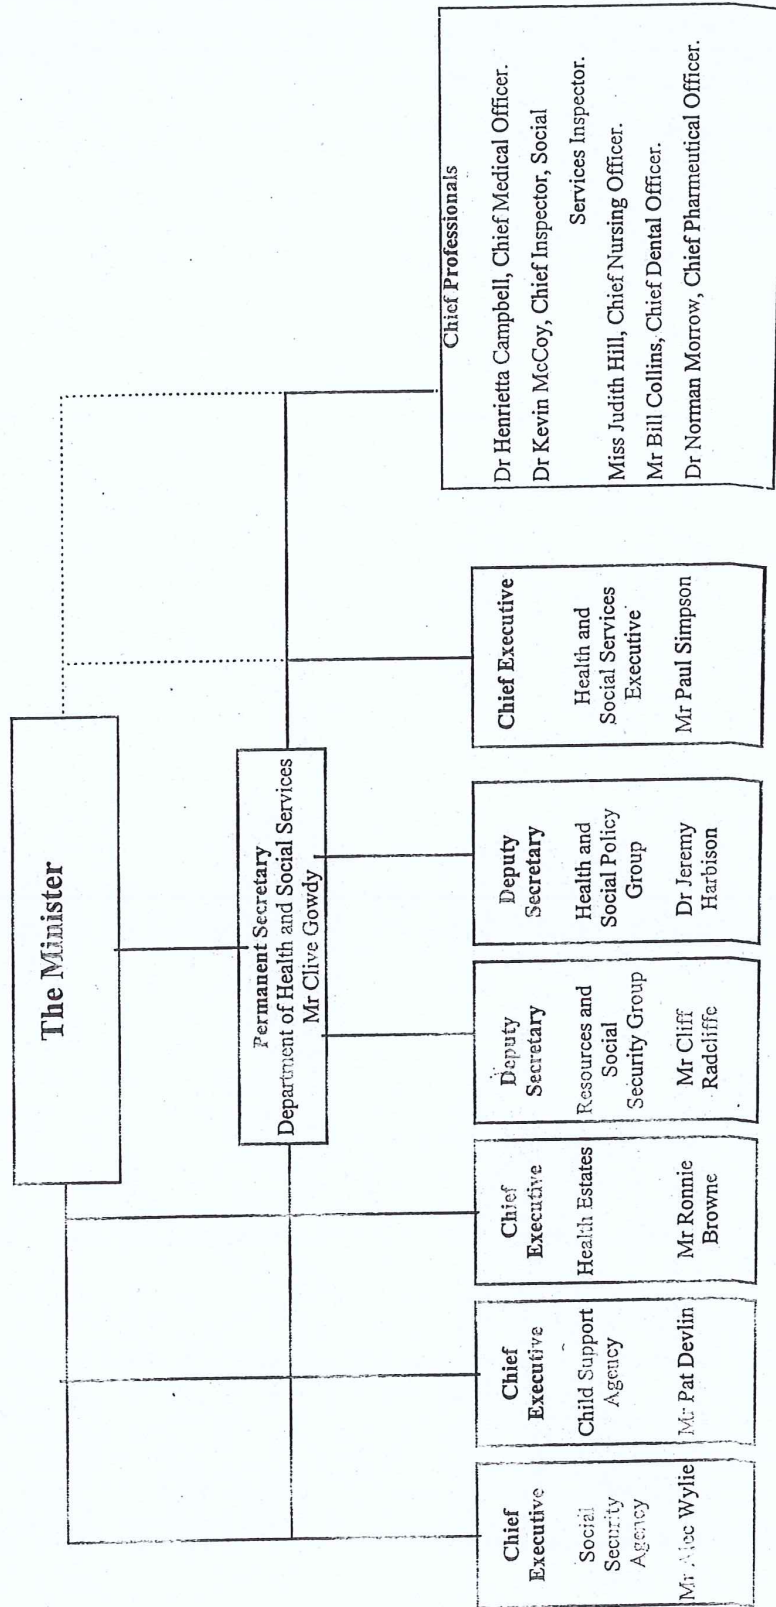 The Minister
Permanent Secretary
Department of Health and Social Services
Mr Clive Gowdy
Chief
Executive
Social
Security
Agency
Mr Alec Wylie
Chief
Executive
Child Support
Agency
Mr Pat Devlin
Chief
Executive
Health Estates
Mr Ronnie
Browne
Deputy
Secretary
Resources and
Social
Security Group
Mr Cliff
Radcliffe
Deputy
Secretary
Health and
Social Policy
Group
Dr Jeremy
Harbison
Chief Executive
Health and
Social Services
Executive
Mr Paul Simpson
Chief Professionals
Dr Henrietta Campbell, Chief Medical Officer.
Dr Kevin McCoy, Chief Inspector, Social
Services Inspector.
Miss Judith Hill, Chief Nursing Officer.
Mr Bill Collins, Chief Dental Officer.
Dr Norman Morrow, Chief Pharmeutical Officer.